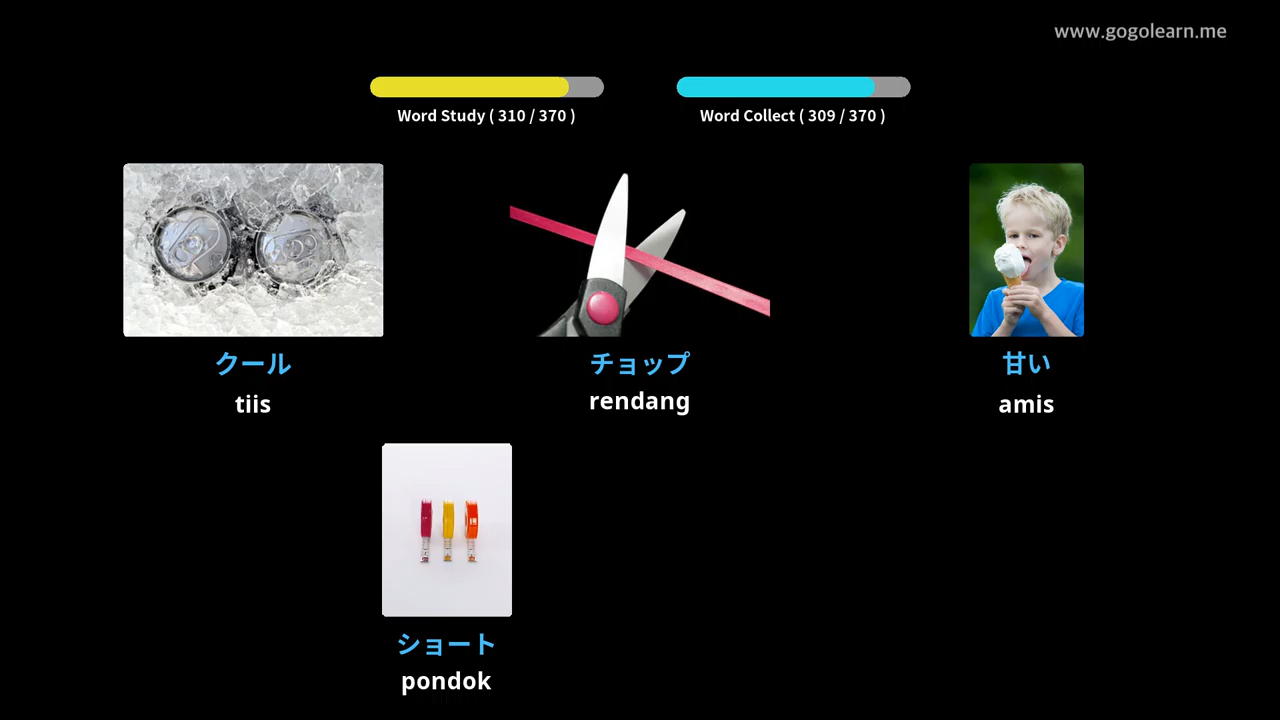 www.gogolearn.me
Word Study ( 310 / 370 )
Word Collect ( 309 / 370 )
クール
tiis
チョップ
rendang
甘い
amis
ショート
pondok